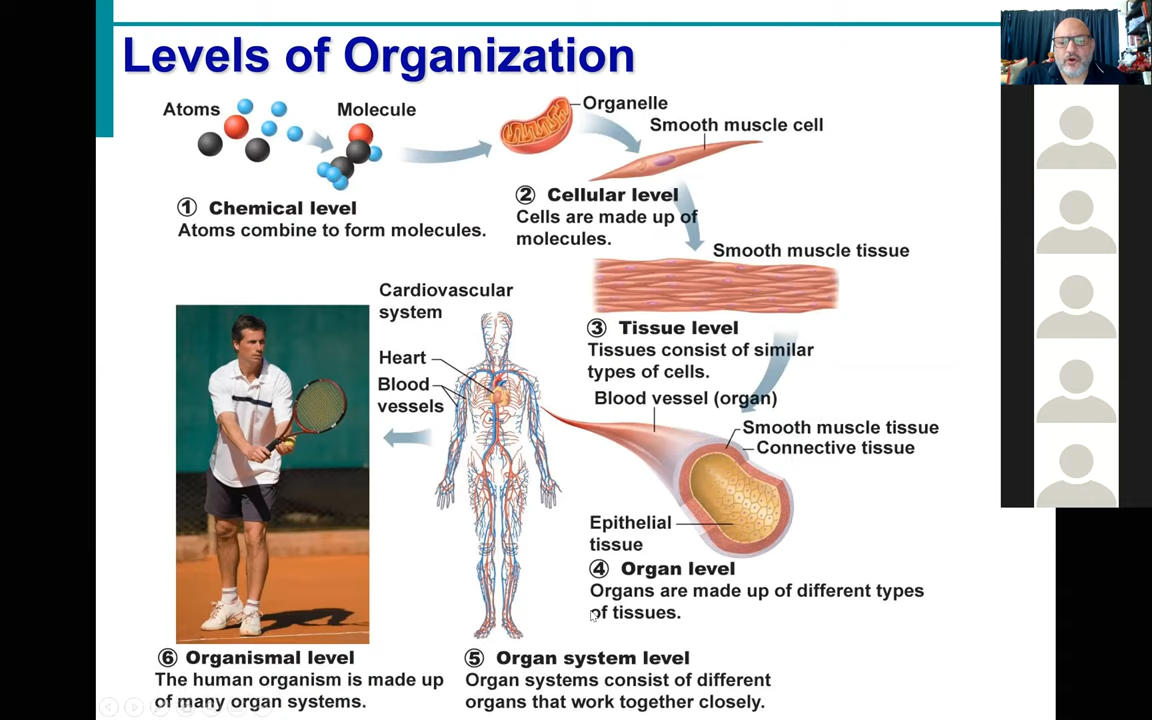 Levels of Organization
Atoms
Molecule
Organelle
Smooth muscle cell
① Chemical level
Atoms combine to form molecules.
② Cellular level
Cells are made up of
molecules.
Smooth muscle tissue
③ Tissue level
Tissues consist of similar
types of cells.
Cardiovascular
system
Heart
Blood
vessels
Blood vessel (organ)
Smooth muscle tissue
Connective tissue
Epithelial
tissue
④ Organ level
Organs are made up of different types
of tissues.
⑤ Organ system level
Organ systems consist of different
organs that work together closely.
⑥ Organismal level
The human organism is made up
of many organ systems.